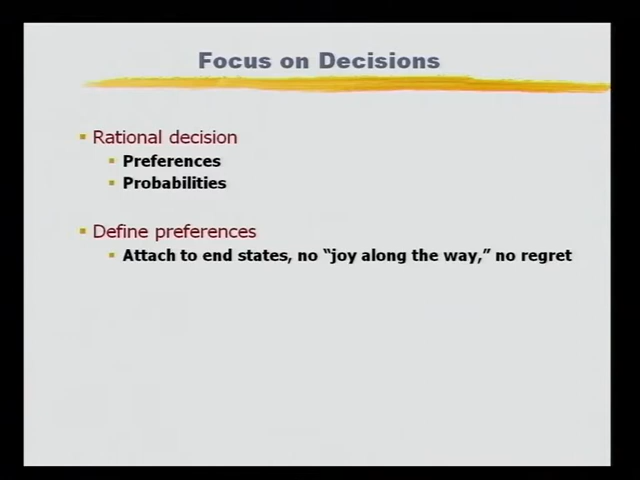 Focus on Decisions
Rational decision
Preferences
Probabilities
Define preferences
Attach to end states, no “joy along the way,” no regret